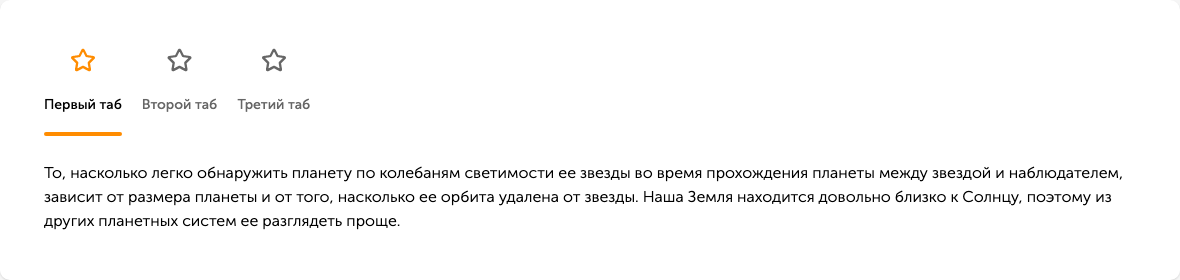 Первый таб Второй таб Третий таб
То, насколько легко обнаружить планету по колебаням светимости ее звезды во время прохождения планеты между звездой и наблюдателем,
зависит от размера планеты и от того, насколько ее орбита удалена от звезды. Наша Земля находится довольно близко к Солнцу, поэтому из
других планетных систем ее разглядеть проще.